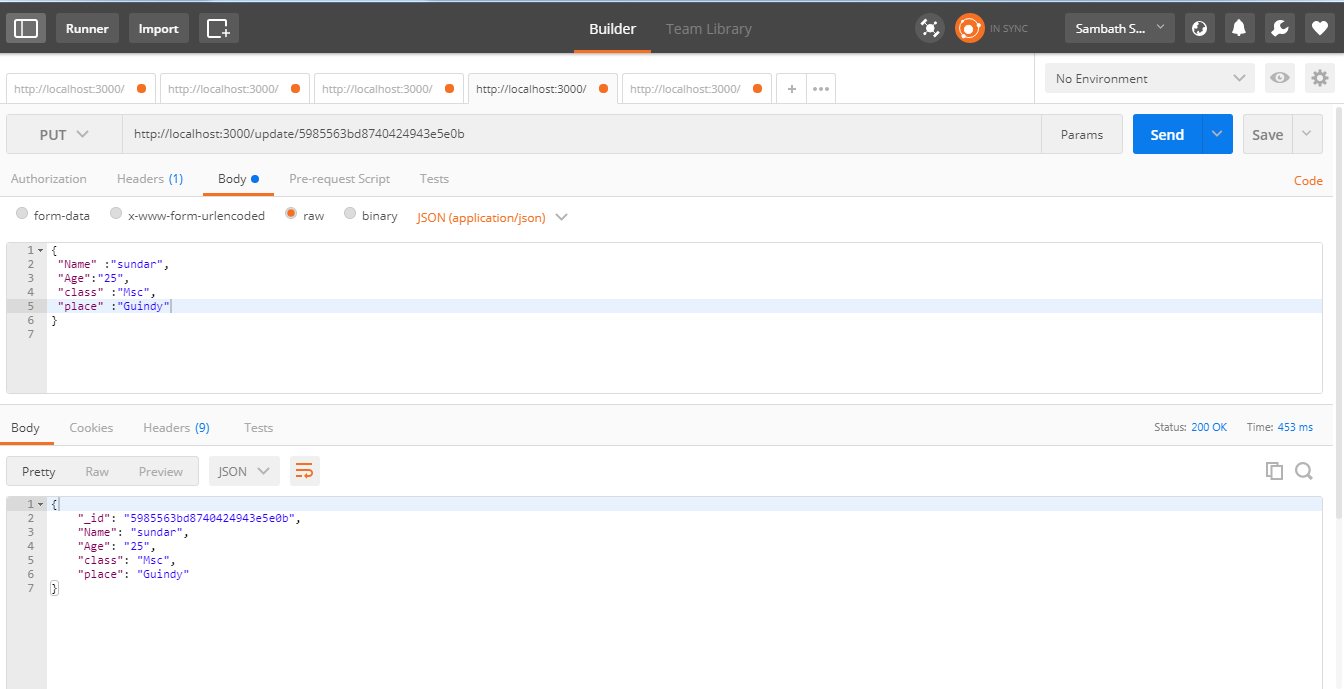 Runner Import Builder Team Library IN SYNC Sambath S...
http://localhost:3000/ http://localhost:3000/ http://localhost:3000/ http://localhost:3000/ http://localhost:3000/ + ••• No Environment
PUT http://localhost:3000/update/5985563bd8740424943e5e0b Params Send Save
Authorization Headers (1) Body Pre-request Script Tests Code
form-data x-www-form-urlencoded raw binary JSON (application/json)
1 {
2 "Name" :"sundar",
3 "Age":"25",
4 "class" :"Msc",
5 "place" :"Guindy"
6 }
7
Body Cookies Headers (9) Tests Status: 200 OK Time: 453 ms
Pretty Raw Preview JSON
1 {
2 "_id": "5985563bd8740424943e5e0b",
3 "Name": "sundar",
4 "Age": "25",
5 "class": "Msc",
6 "place": "Guindy"
7 }